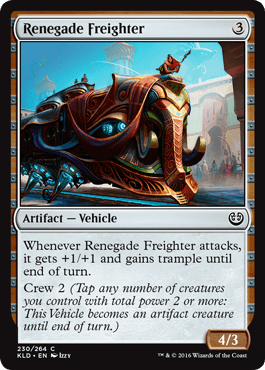 Renegade Freighter 3
Artifact — Vehicle
Whenever Renegade Freighter attacks,
it gets +1/+1 and gains trample until
end of turn.
Crew 2 (Tap any number of creatures
you control with total power 2 or more:
This Vehicle becomes an artifact creature
until end of turn.)
4/3
230/264 C
KLD • EN Izzy
™ & © 2016 Wizards of the Coast